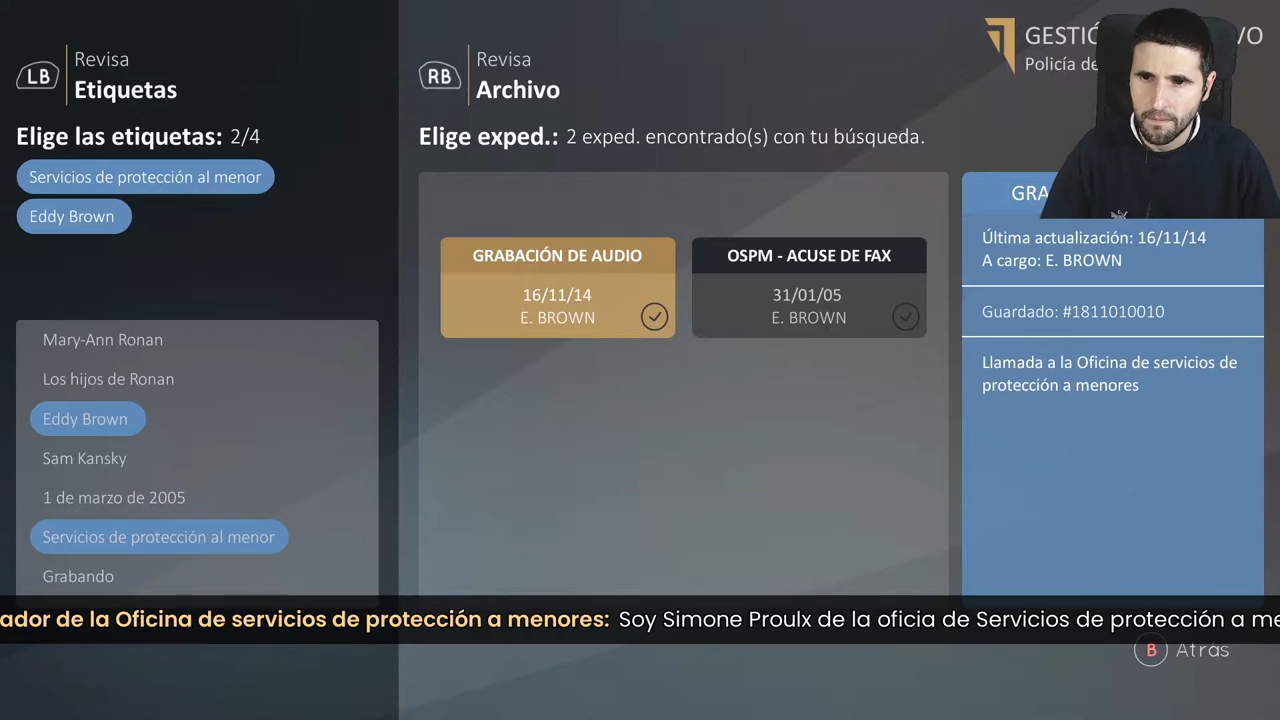 LB
Revisa
Etiquetas
Elige las etiquetas: 2/4
Servicios de protección al menor
Eddy Brown
Mary-Ann Ronan
Los hijos de Ronan
Eddy Brown
Sam Kansky
1 de marzo de 2005
Servicios de protección al menor
Grabando
RB
Revisa
Archivo
Elige exped.: 2 exped. encontrado(s) con tu búsqueda.
GRABACIÓN DE AUDIO
16/11/14
E. BROWN
OSPM - ACUSE DE FAX
31/01/05
E. BROWN
Policía de
Última actualización: 16/11/14
A cargo: E. BROWN
Guardado: #1811010010
Llamada a la Oficina de servicios de
protección a menores
ador de la Oficina de servicios de protección a menores: Soy Simone Proulx de la oficia de Servicios de protección a me
B Atrás